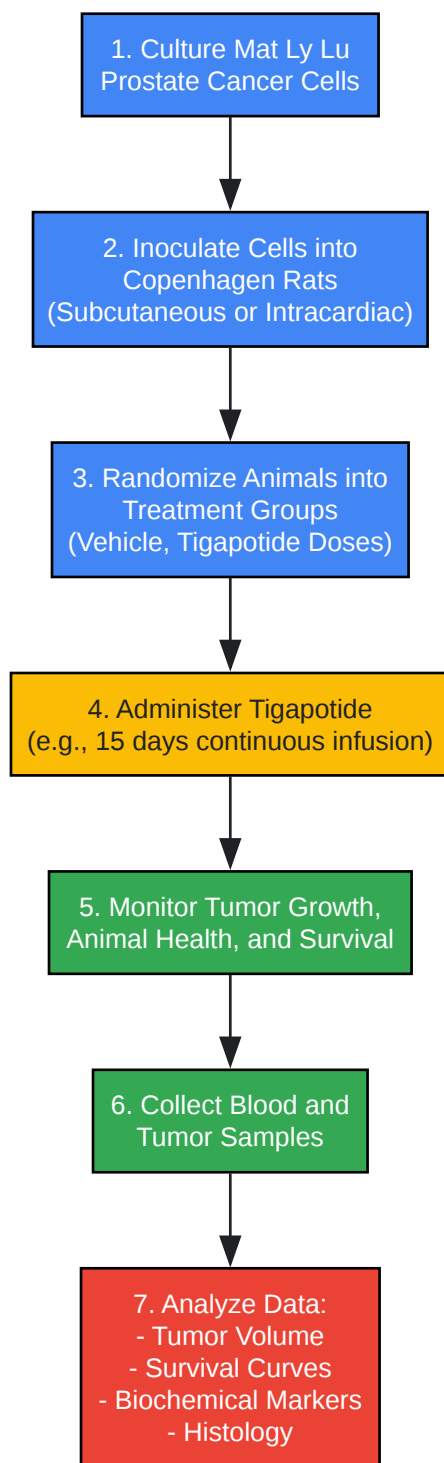 1. Culture Mat Ly Lu
Prostate Cancer Cells
2. Inoculate Cells into
Copenhagen Rats
(Subcutaneous or Intracardiac)
3. Randomize Animals into
Treatment Groups
(Vehicle, Tigapotide Doses)
4. Administer Tigapotide
(e.g., 15 days continuous infusion)
5. Monitor Tumor Growth,
Animal Health, and Survival
6. Collect Blood and
Tumor Samples
7. Analyze Data:
- Tumor Volume
- Survival Curves
- Biochemical Markers
- Histology